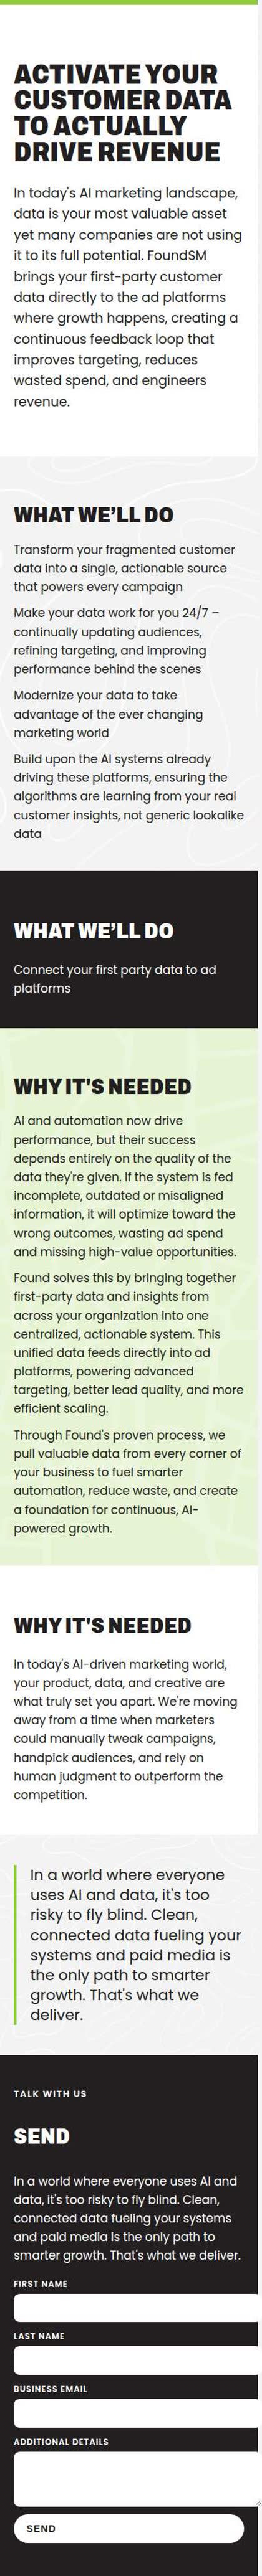 ACTIVATE YOUR
CUSTOMER DATA
TO ACTUALLY
DRIVE REVENUE
In today's AI marketing landscape,
data is your most valuable asset
yet many companies are not using
it to its full potential. FoundSM
brings your first-party customer
data directly to the ad platforms
where growth happens, creating a
continuous feedback loop that
improves targeting, reduces
wasted spend, and engineers
revenue.
WHAT WE’LL DO
Transform your fragmented customer
data into a single, actionable source
that powers every campaign
Make your data work for you 24/7 –
continually updating audiences,
refining targeting, and improving
performance behind the scenes
Modernize your data to take
advantage of the ever changing
marketing world
Build upon the AI systems already
driving these platforms, ensuring the
algorithms are learning from your real
customer insights, not generic lookalike
data
WHAT WE’LL DO
Connect your first party data to ad
platforms
WHY IT'S NEEDED
AI and automation now drive
performance, but their success
depends entirely on the quality of the
data they're given. If the system is fed
incomplete, outdated or misaligned
information, it will optimize toward the
wrong outcomes, wasting ad spend
and missing high-value opportunities.
Found solves this by bringing together
first-party data and insights from
across your organization into one
centralized, actionable system. This
unified data feeds directly into ad
platforms, powering advanced
targeting, better lead quality, and more
efficient scaling.
Through Found's proven process, we
pull valuable data from every corner of
your business to fuel smarter
automation, reduce waste, and create
a foundation for continuous, AI-
powered growth.
WHY IT'S NEEDED
In today's AI-driven marketing world,
your product, data, and creative are
what truly set you apart. We're moving
away from a time when marketers
could manually tweak campaigns,
handpick audiences, and rely on
human judgment to outperform the
competition.
In a world where everyone
uses AI and data, it's too
risky to fly blind. Clean,
connected data fueling your
systems and paid media is
the only path to smarter
growth. That's what we
deliver.
TALK WITH US
SEND
In a world where everyone uses AI and
data, it's too risky to fly blind. Clean,
connected data fueling your systems
and paid media is the only path to
smarter growth. That's what we deliver.
FIRST NAME
LAST NAME
BUSINESS EMAIL
ADDITIONAL DETAILS
SEND